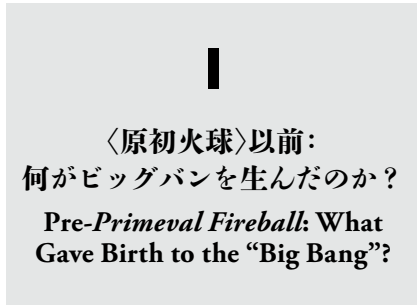 I
〈原初火球〉以前：
何がビッグバンを生んだのか？
Pre-Primeval Fireball: What
Gave Birth to the “Big Bang”?